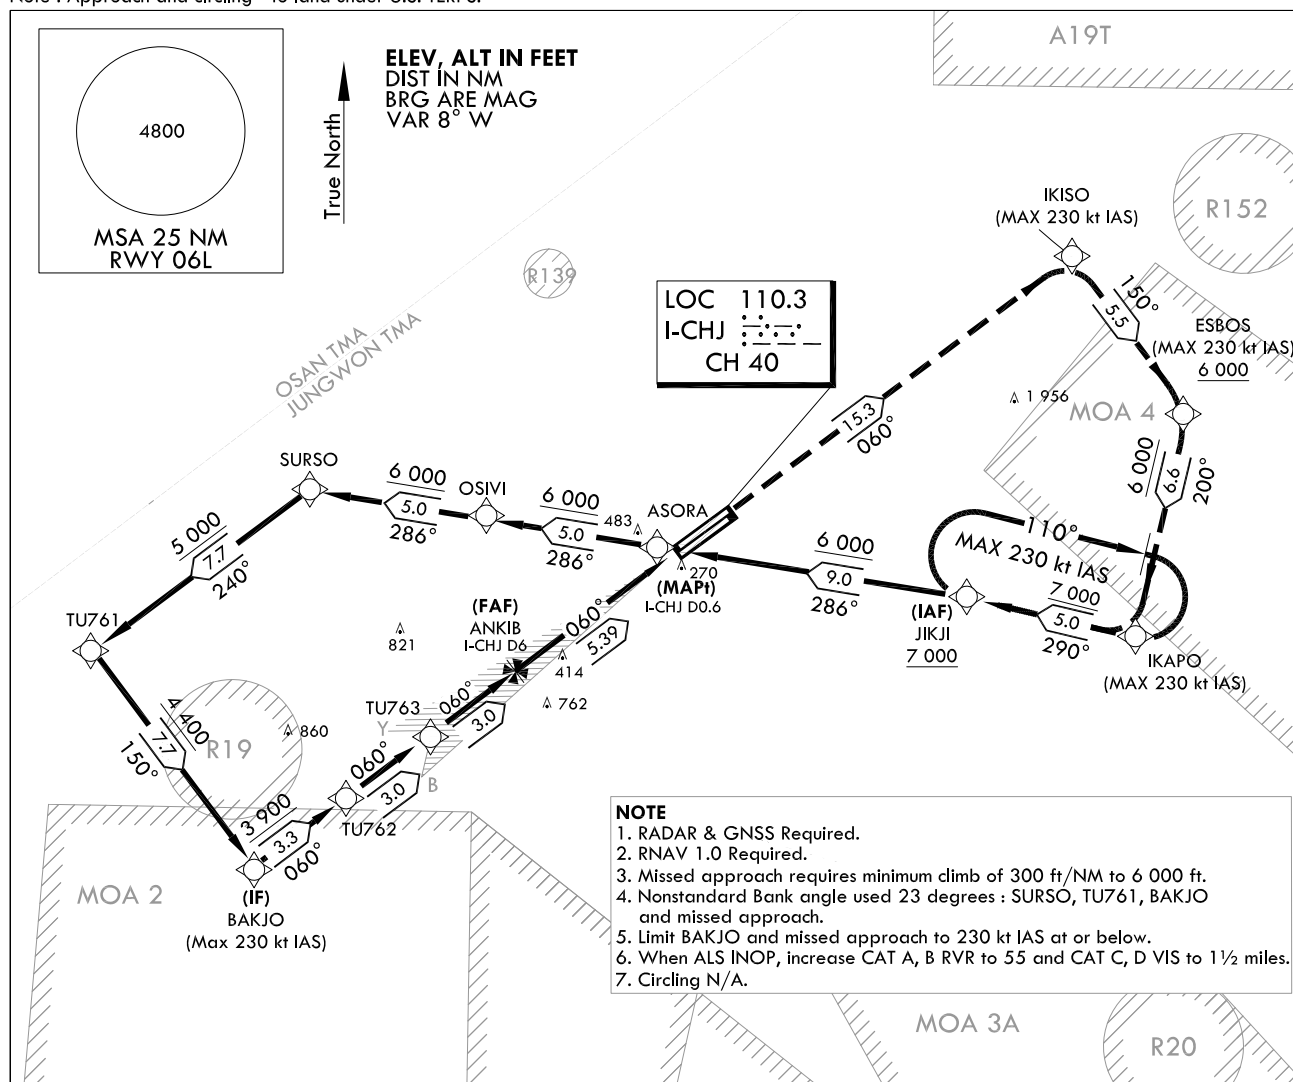 4800
MSA 25 NM
RWY 06L
True North
ELEV, ALT IN FEET
DIST IN NM
BRG ARE MAG
VAR 8° W
A19T
R152
IKISO
(MAX 230 kt IAS)
R139
OSAN TMA
JUNGWON TMA
LOC 110.3
I-CHJ
CH 40
150°
5.5
ESBOS
(MAX 230 kt IAS)
6 000
15.3
060°
1 956
MOA 4
6 000
6.6
200°
SURSO
6 000
5.0
286°
OSIVI
6 000
5.0
286°
483
ASORA
270
(MAPt)
I-CHJ D0.6
6 000
9.0
286°
110°
MAX 230 kt IAS
(IAF)
JIKJI
7 000
7 000
5.0
290°
IKAPO
(MAX 230 kt IAS)
5 000
7.7
240°
TU761
(FAF)
ANKIB
I-CHJ D6
821
060°
5.39
414
762
4 400
7.7
150°
R19
860
TU763
Y
060°
3.0
B
060°
3.0
TU762
3 900
3.3
060°
(IF)
BAKJO
(Max 230 kt IAS)
MOA 2
NOTE
1. RADAR & GNSS Required.
2. RNAV 1.0 Required.
3. Missed approach requires minimum climb of 300 ft/NM to 6 000 ft.
4. Nonstandard Bank angle used 23 degrees : SURSO, TU761, BAKJO
and missed approach.
5. Limit BAKJO and missed approach to 230 kt IAS at or below.
6. When ALS INOP, increase CAT A, B RVR to 55 and CAT C, D VIS to 1½ miles.
7. Circling N/A.
MOA 3A
R20